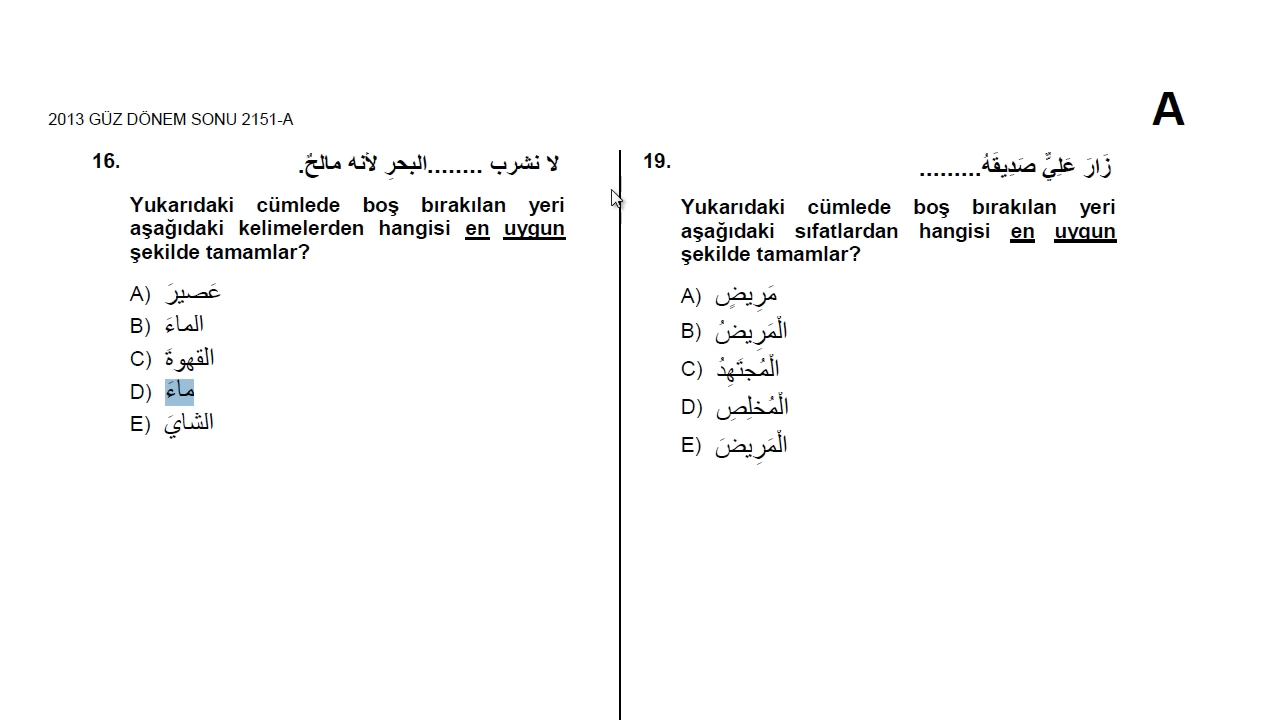 2013 GÜZ DÖNEM SONU 2151-A
A
16.
لا نشرب ........البحرِ لأنه مالحٌ.
Yukarıdaki cümlede boş bırakılan yeri
aşağıdaki kelimelerden hangisi en uygun
şekilde tamamlar?
A) عَصيرَ
B) الماءَ
C) القهوةَ
D) ماءَ
E) الشايَ
19.
زَارَ عَلِيٌّ صَدِيقَهُ.........
Yukarıdaki cümlede boş bırakılan yeri
aşağıdaki sıfatlardan hangisi en uygun
şekilde tamamlar?
A) مَرِيضٍ
B) الْمَرِيضُ
C) الْمُجتَهِدُ
D) الْمُخلِصِ
E) الْمَرِيضَ